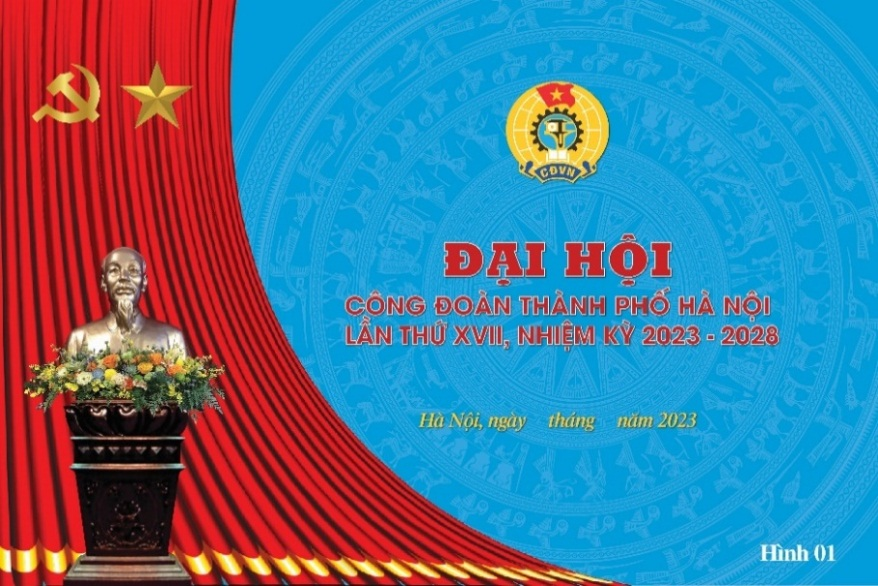 CĐVN
ĐẠI HỘI
CÔNG ĐOÀN THÀNH PHỐ HÀ NỘI
LẦN THỨ XVII, NHIỆM KỲ 2023 - 2028
Hà Nội, ngày tháng năm 2023
Hình 01